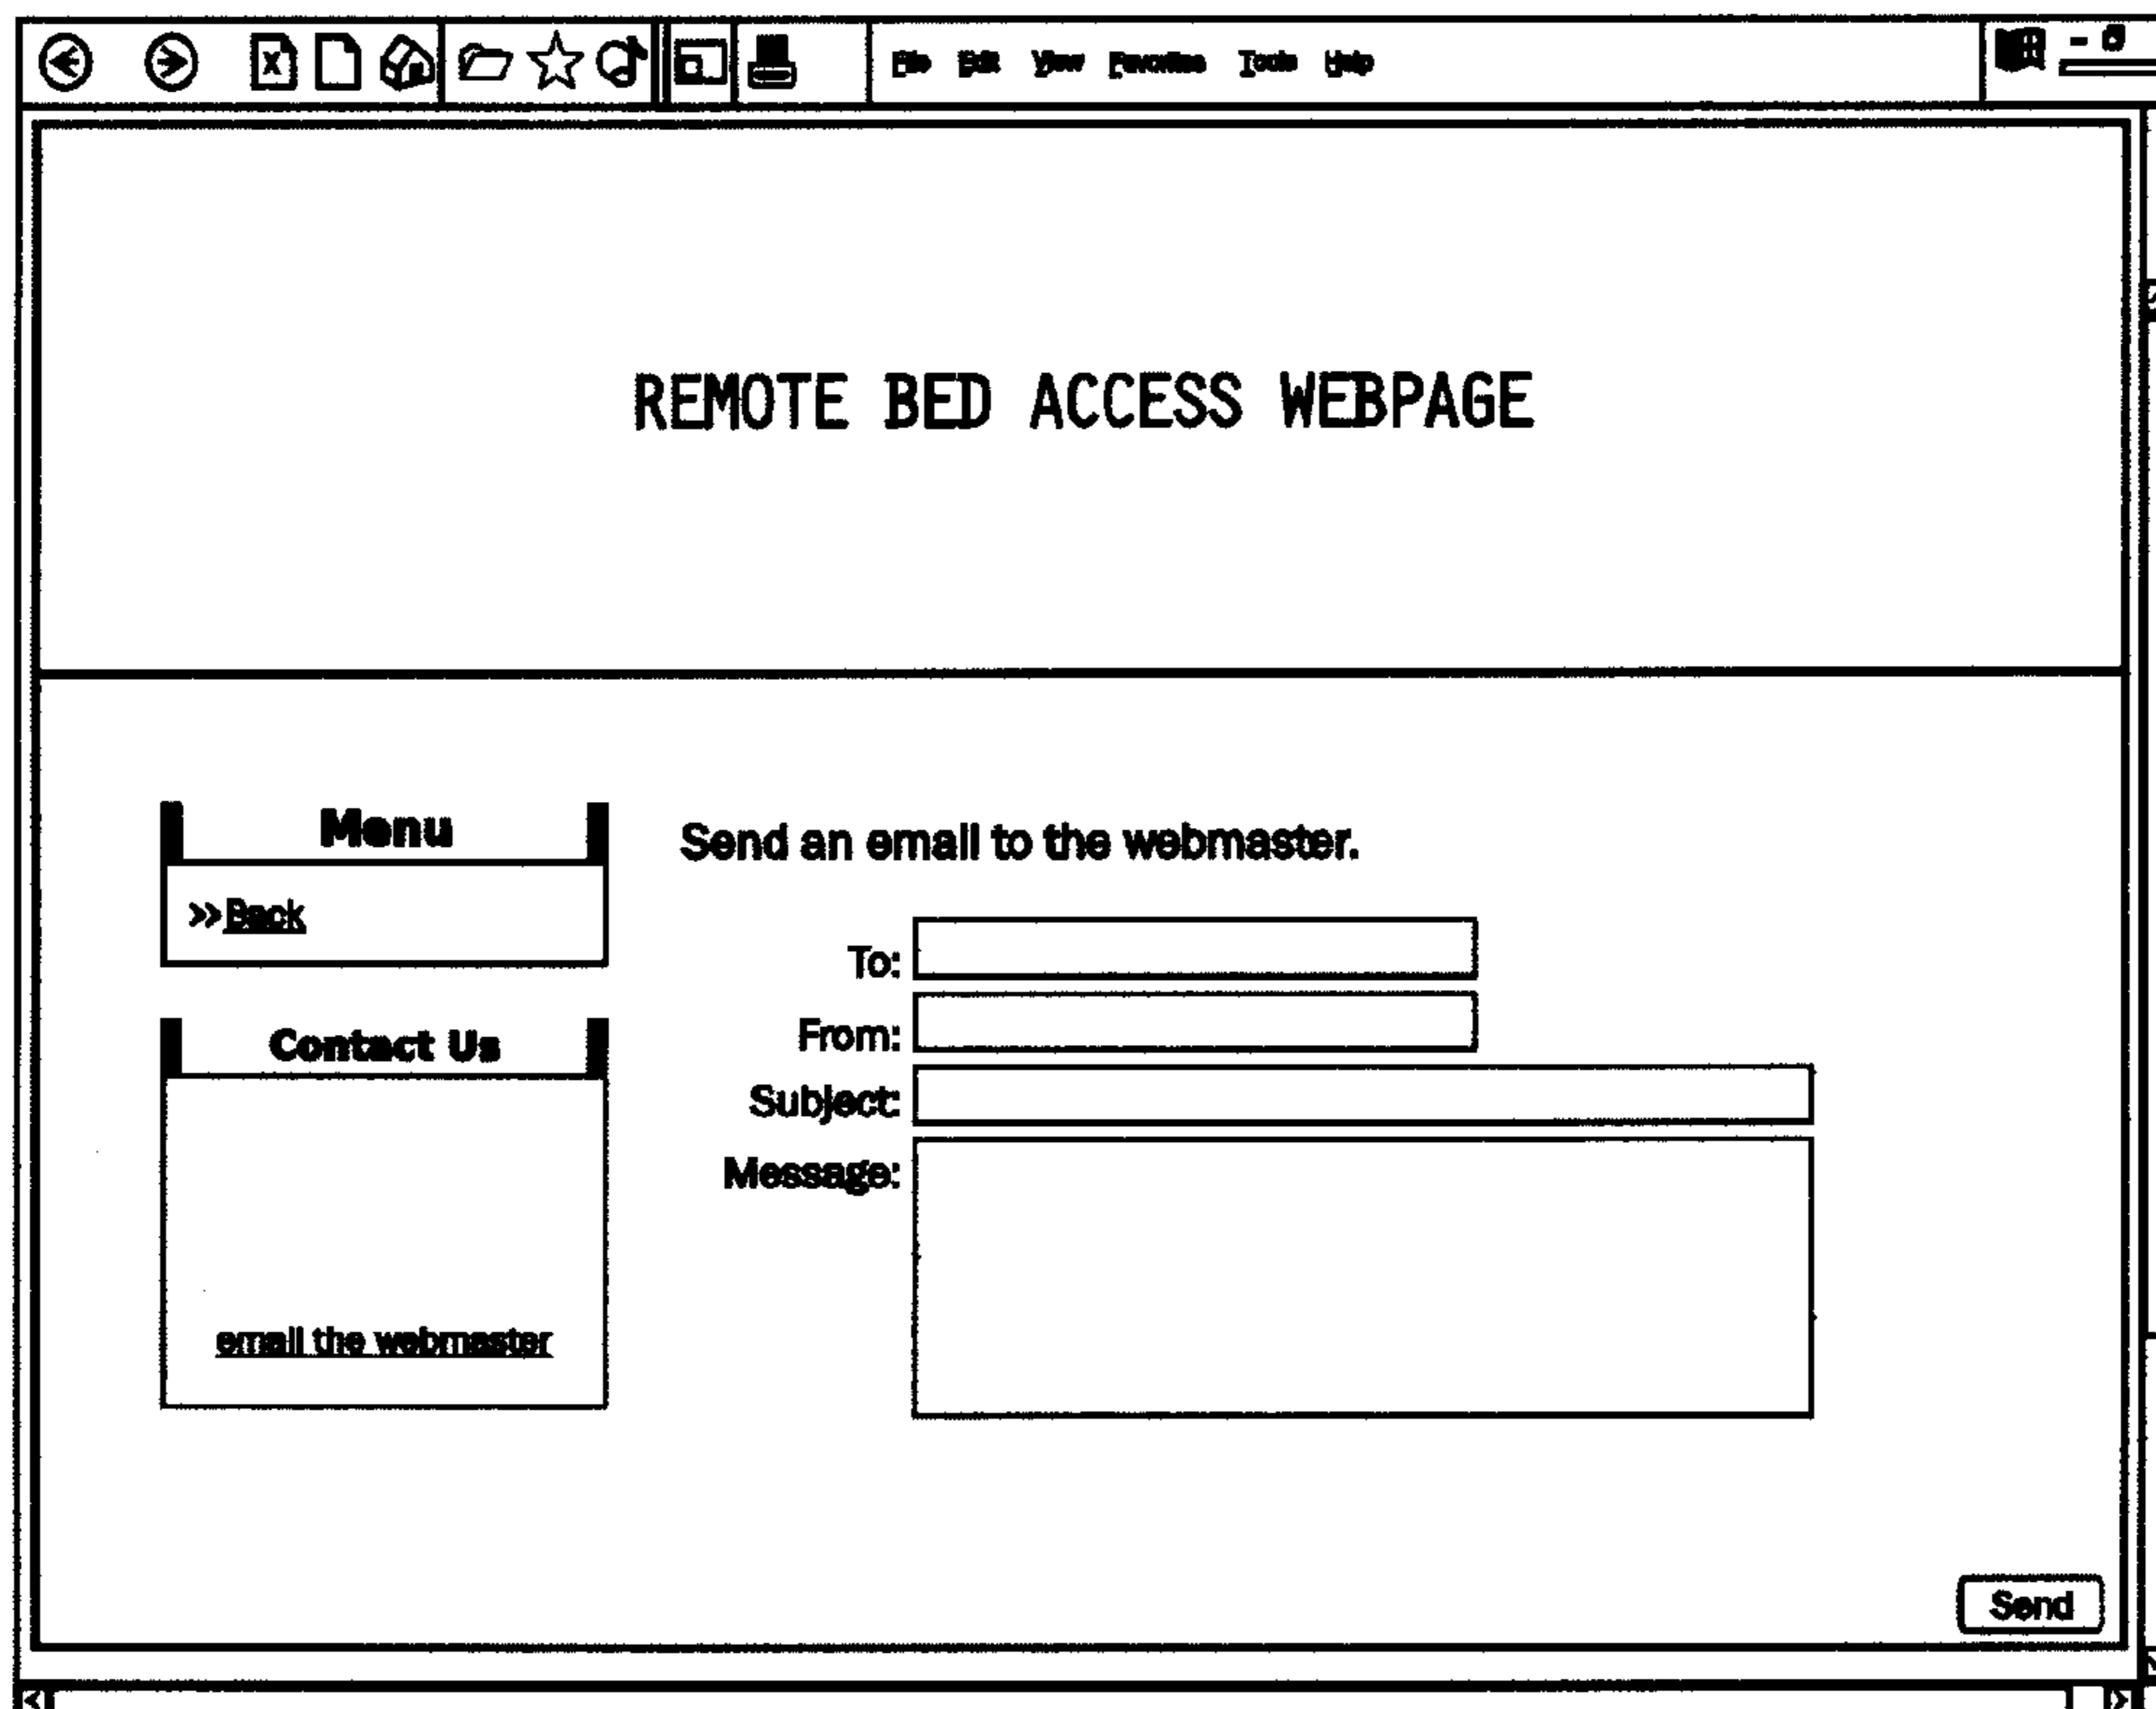 File Edit View Favorites Tools Help
REMOTE BED ACCESS WEBPAGE
Menu
>>Back
Contact Us
email the webmaster
Send an email to the webmaster.
To:
From:
Subject:
Message:
Send